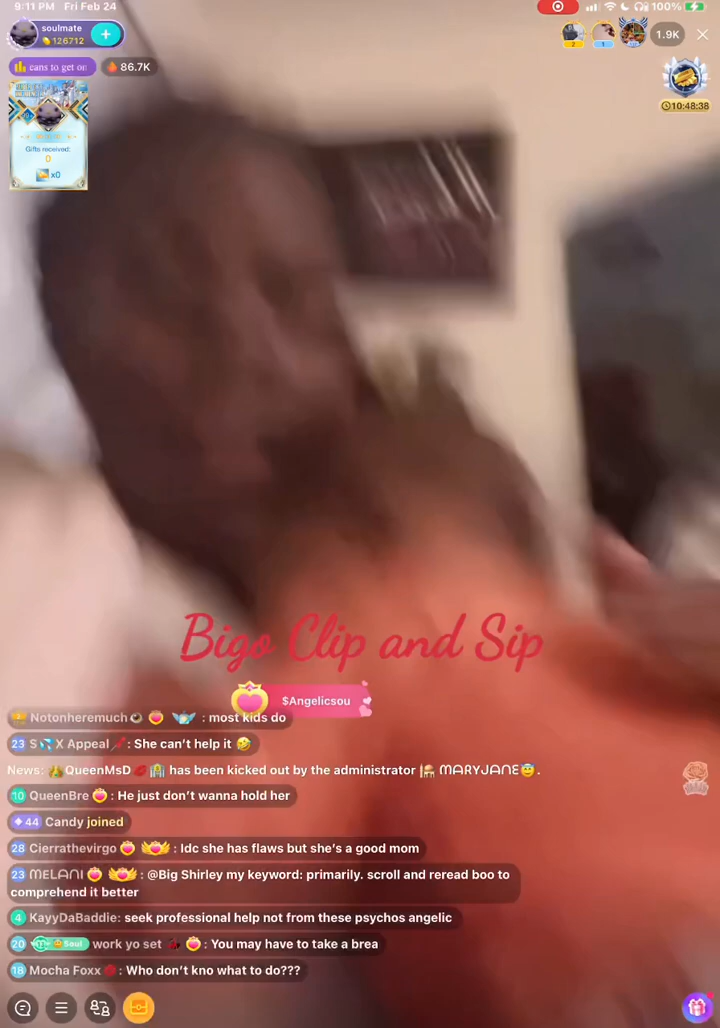 9:11 PM Fri Feb 24
100%
soulmate
126712
1.9K
eans to get on
86.7K
10:48:38
Gifts received:
0
x0
Bigo Clip and Sip
$Angelicsou
Notonheremuch : most kids do
23 S X Appeal : She can't help it
News: QueenMsD has been kicked out by the administrator MARYJANE .
10 QueenBre : He just don't wanna hold her
44 Candy joined
28 Cierrathevirgo : Idc she has flaws but she's a good mom
23 MELANI : @Big Shirley my keyword: primarily. scroll and reread boo to
comprehend it better
4 KayyDaBaddie: seek professional help not from these psychos angelic
20 Soul work yo set : You may have to take a brea
18 Mocha Foxx : Who don't kno what to do???